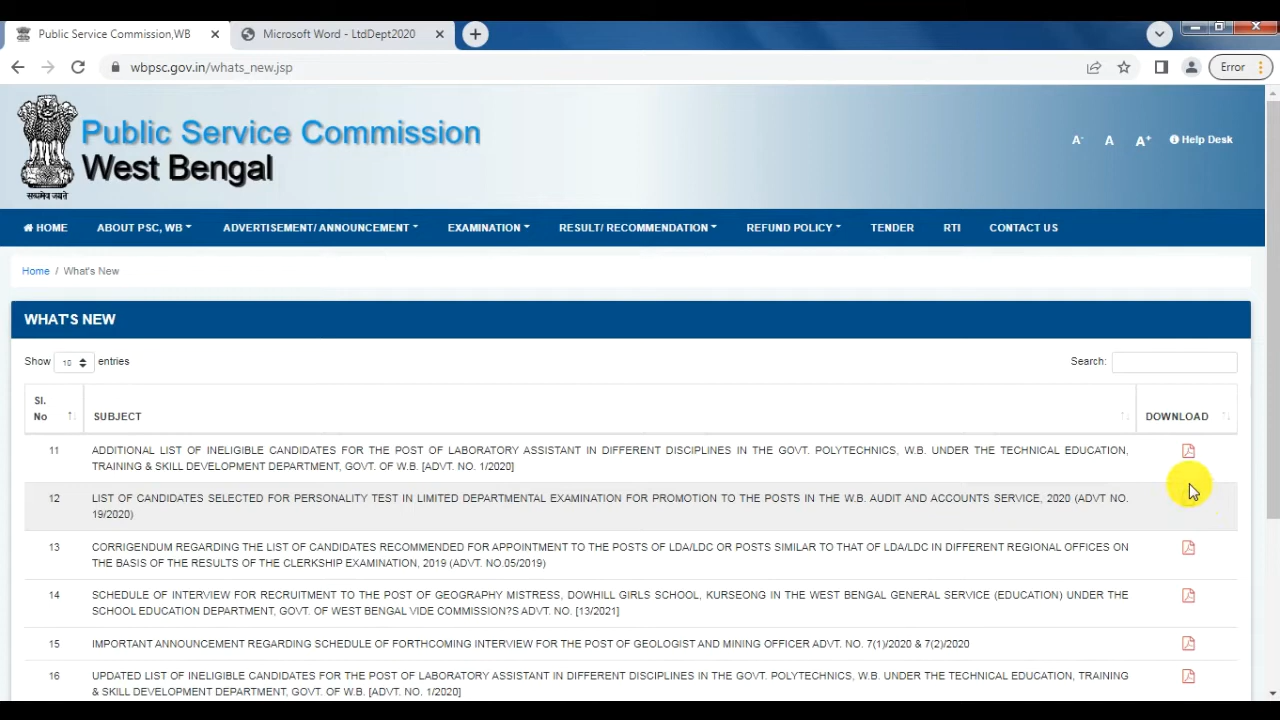 Public Service Commission,WB
Microsoft Word - LtdDept2020
wbpsc.gov.in/whats_new.jsp
Error
सत्यमेव जयते
Public Service Commission
West Bengal
A- A A+ Help Desk
HOME ABOUT PSC, WB ADVERTISEMENT/ ANNOUNCEMENT EXAMINATION RESULT/ RECOMMENDATION REFUND POLICY TENDER RTI CONTACT US
Home / What's New
WHAT'S NEW
Show 10 entries Search:
Sl. No SUBJECT DOWNLOAD
11 ADDITIONAL LIST OF INELIGIBLE CANDIDATES FOR THE POST OF LABORATORY ASSISTANT IN DIFFERENT DISCIPLINES IN THE GOVT. POLYTECHNICS, W.B. UNDER THE TECHNICAL EDUCATION,
TRAINING & SKILL DEVELOPMENT DEPARTMENT, GOVT. OF W.B. [ADVT. NO. 1/2020]
12 LIST OF CANDIDATES SELECTED FOR PERSONALITY TEST IN LIMITED DEPARTMENTAL EXAMINATION FOR PROMOTION TO THE POSTS IN THE W.B. AUDIT AND ACCOUNTS SERVICE, 2020 (ADVT NO.
19/2020)
13 CORRIGENDUM REGARDING THE LIST OF CANDIDATES RECOMMENDED FOR APPOINTMENT TO THE POSTS OF LDA/LDC OR POSTS SIMILAR TO THAT OF LDA/LDC IN DIFFERENT REGIONAL OFFICES ON
THE BASIS OF THE RESULTS OF THE CLERKSHIP EXAMINATION, 2019 (ADVT. NO.05/2019)
14 SCHEDULE OF INTERVIEW FOR RECRUITMENT TO THE POST OF GEOGRAPHY MISTRESS, DOWHILL GIRLS SCHOOL, KURSEONG IN THE WEST BENGAL GENERAL SERVICE (EDUCATION) UNDER THE
SCHOOL EDUCATION DEPARTMENT, GOVT. OF WEST BENGAL VIDE COMMISSION?S ADVT. NO. [13/2021]
15 IMPORTANT ANNOUNCEMENT REGARDING SCHEDULE OF FORTHCOMING INTERVIEW FOR THE POST OF GEOLOGIST AND MINING OFFICER ADVT. NO. 7(1)/2020 & 7(2)/2020
16 UPDATED LIST OF INELIGIBLE CANDIDATES FOR THE POST OF LABORATORY ASSISTANT IN DIFFERENT DISCIPLINES IN THE GOVT. POLYTECHNICS, W.B. UNDER THE TECHNICAL EDUCATION, TRAINING
& SKILL DEVELOPMENT DEPARTMENT, GOVT. OF W.B. [ADVT. NO. 1/2020]